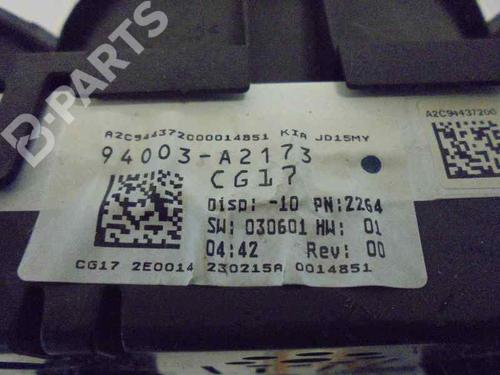 B-PARTS
A2C94437200014851 KIA JD15MY
94003-A2173
CG17
Disp: -10 PN:2264
SW: 030601 HW: 01
04:42 Rev: 00
CG17 2E0014 230215A 0014851
A2C94437200